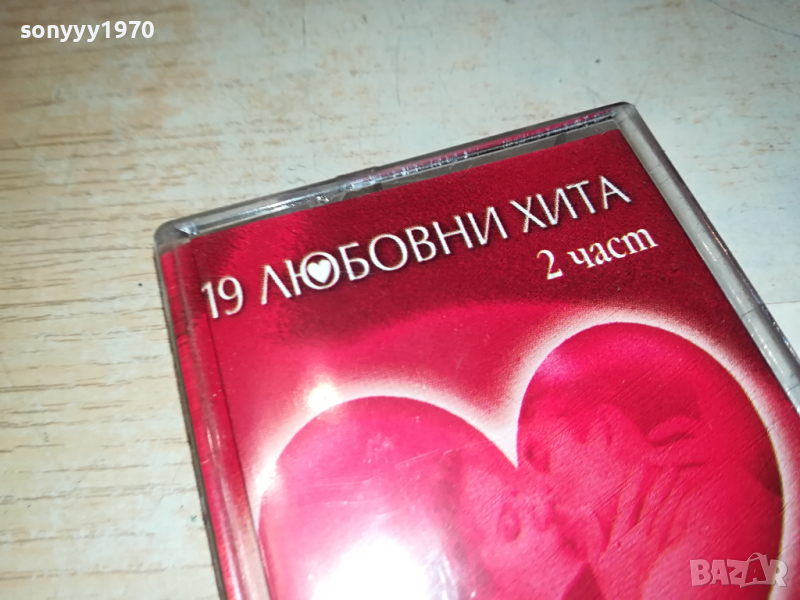 sonyyy1970
19 ЛЮБОВНИ ХИТА
2 част
BAZAR